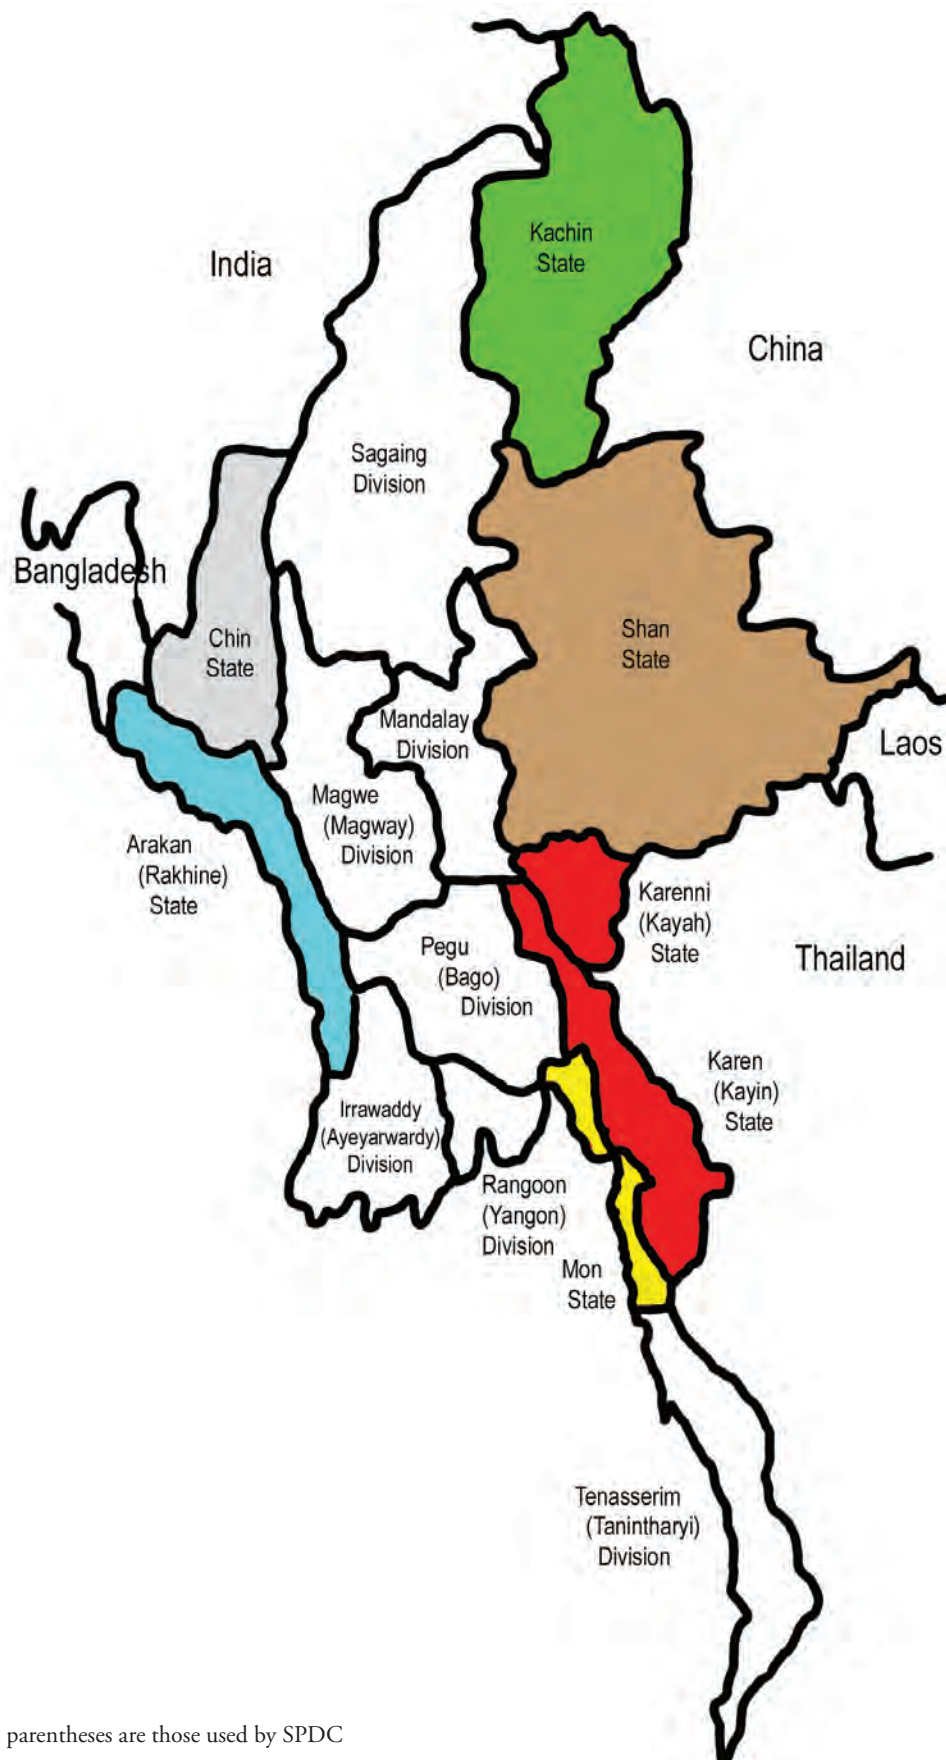 Kachin
State
India
China
Sagaing
Division
Bangladesh
Chin
State
Shan
State
Mandalay
Division
Laos
Magwe
(Magway)
Division
Arakan
(Rakhine)
State
Karenni
(Kayah)
State
Pegu
(Bago)
Division
Thailand
Karen
(Kayin)
State
Irrawaddy
(Ayeyarwardy)
Division
Rangoon
(Yangon)
Division
Mon
State
Tenasserim
(Tanintharyi)
Division
parentheses are those used by SPDC